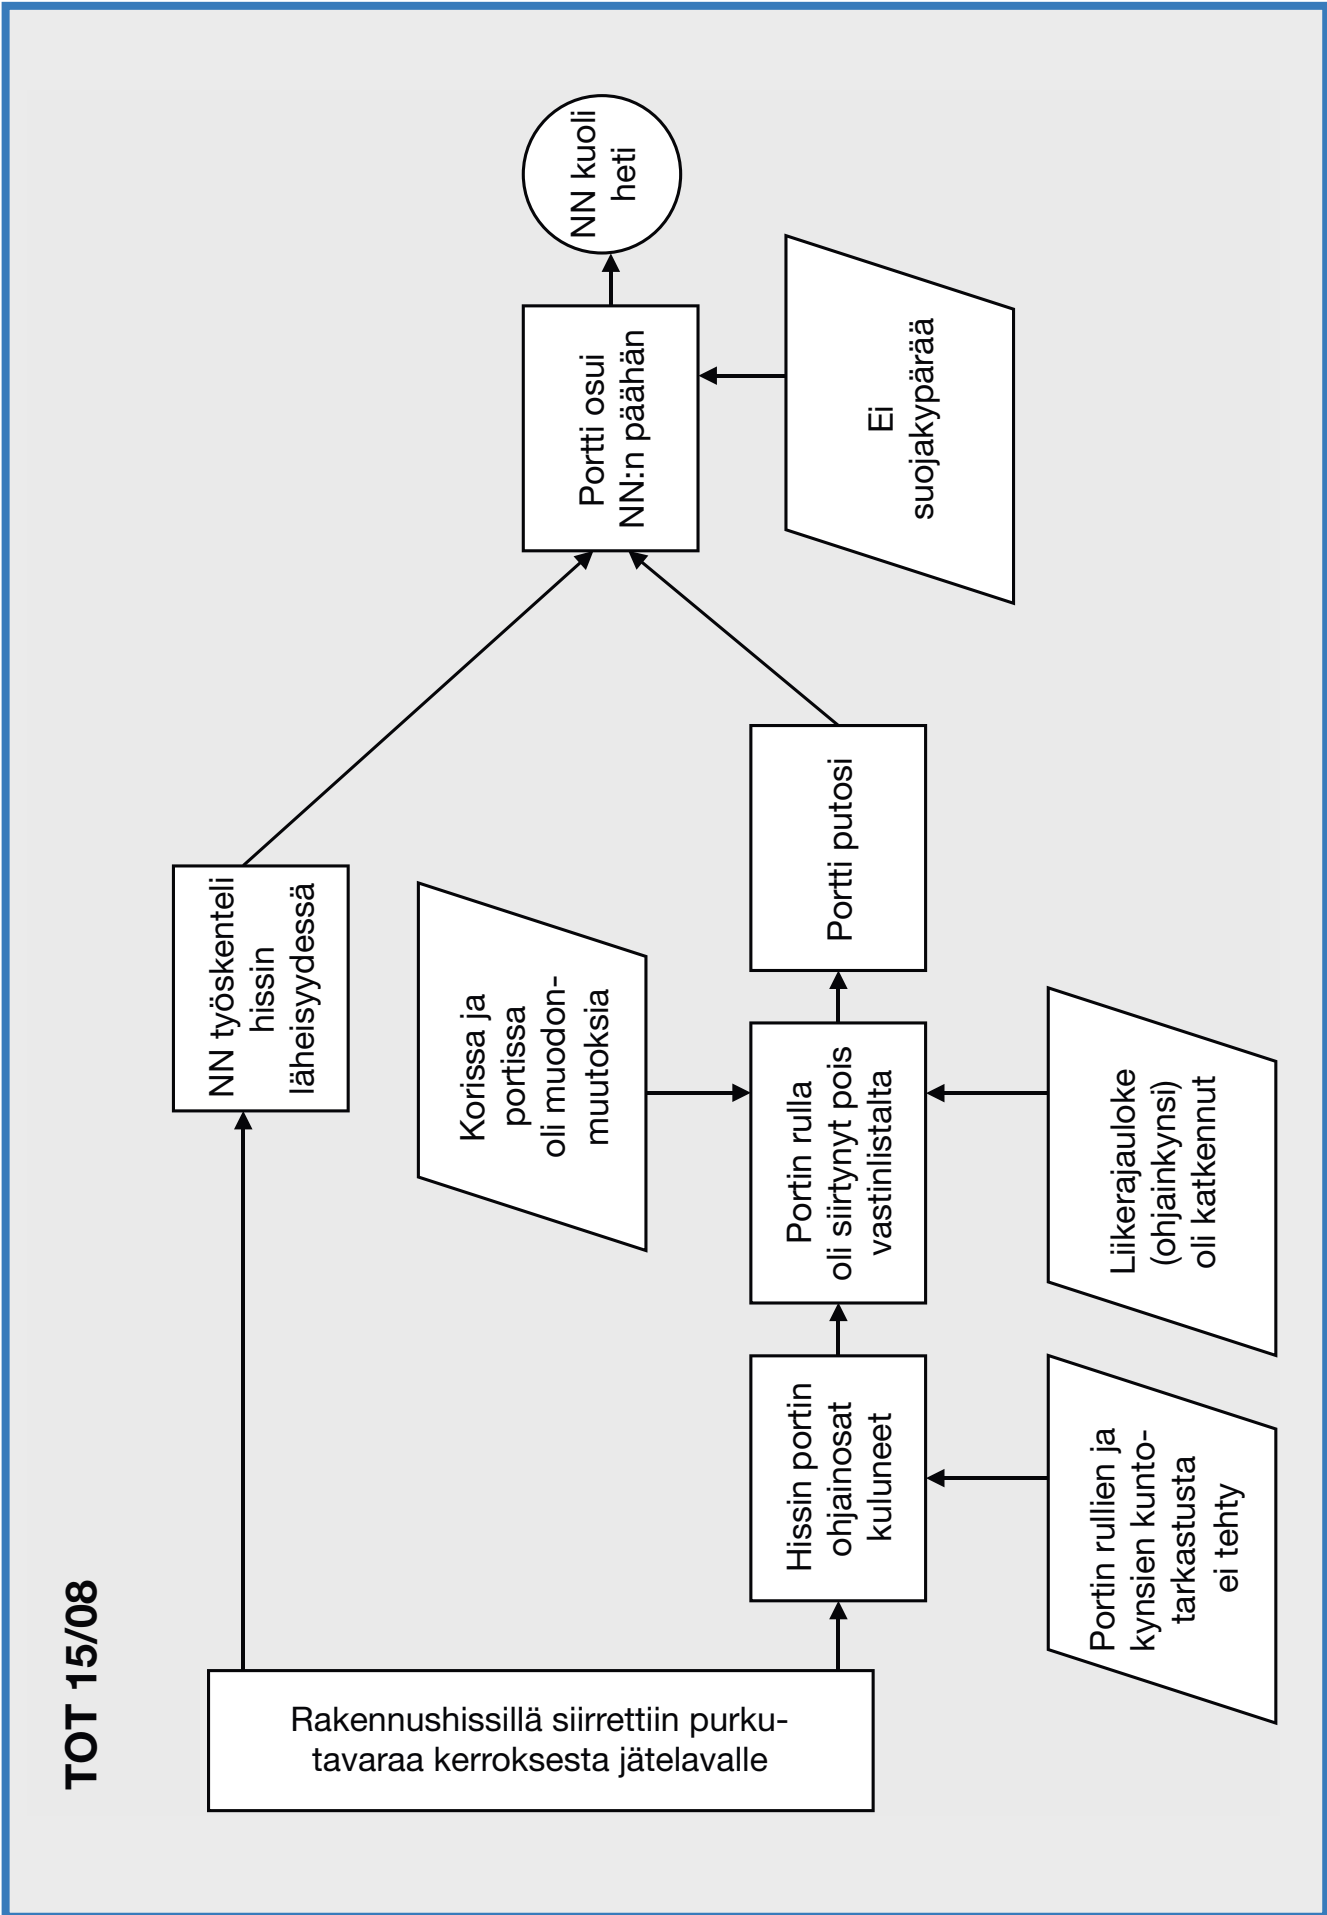 TOT 15/08
Rakennushissillä siirrettiin purku-
tavaraa kerroksesta jätelavalle
NN työskenteli
hissin
läheisyydessä
Korissa ja
portissa
oli muodon-
muutoksia
Hissin portin
ohjainosat
kuluneet
Portin rulla
oli siirtynyt pois
vastinlistalta
Portti putosi
Portti osui
NN:n päähän
NN kuoli
heti
Portin rullien ja
kynsien kunto-
tarkastusta
ei tehty
Liikerajauloke
(ohjainkynsi)
oli katkennut
Ei
suojakypärää